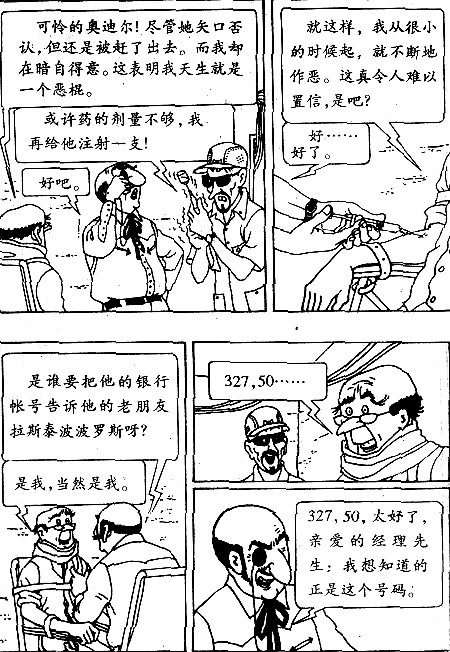 可怜的奥迪尔！尽管她矢口否
认，但还是被赶了出去。而我却
在暗自得意。这表明我天生就是
一个恶棍。
或许药的剂量不够，我
再给他注射一支！
好吧。
就这样，我从很小
的时候起，就不断地
作恶。这真令人难以
置信，是吧？
好……
好了。
是谁要把他的银行
帐号告诉他的老朋友
拉斯泰波波罗斯呀？
是我，当然是我。
327,50……
327,50，太好了，
亲爱的经理先
生：我想知道的
正是这个号码。